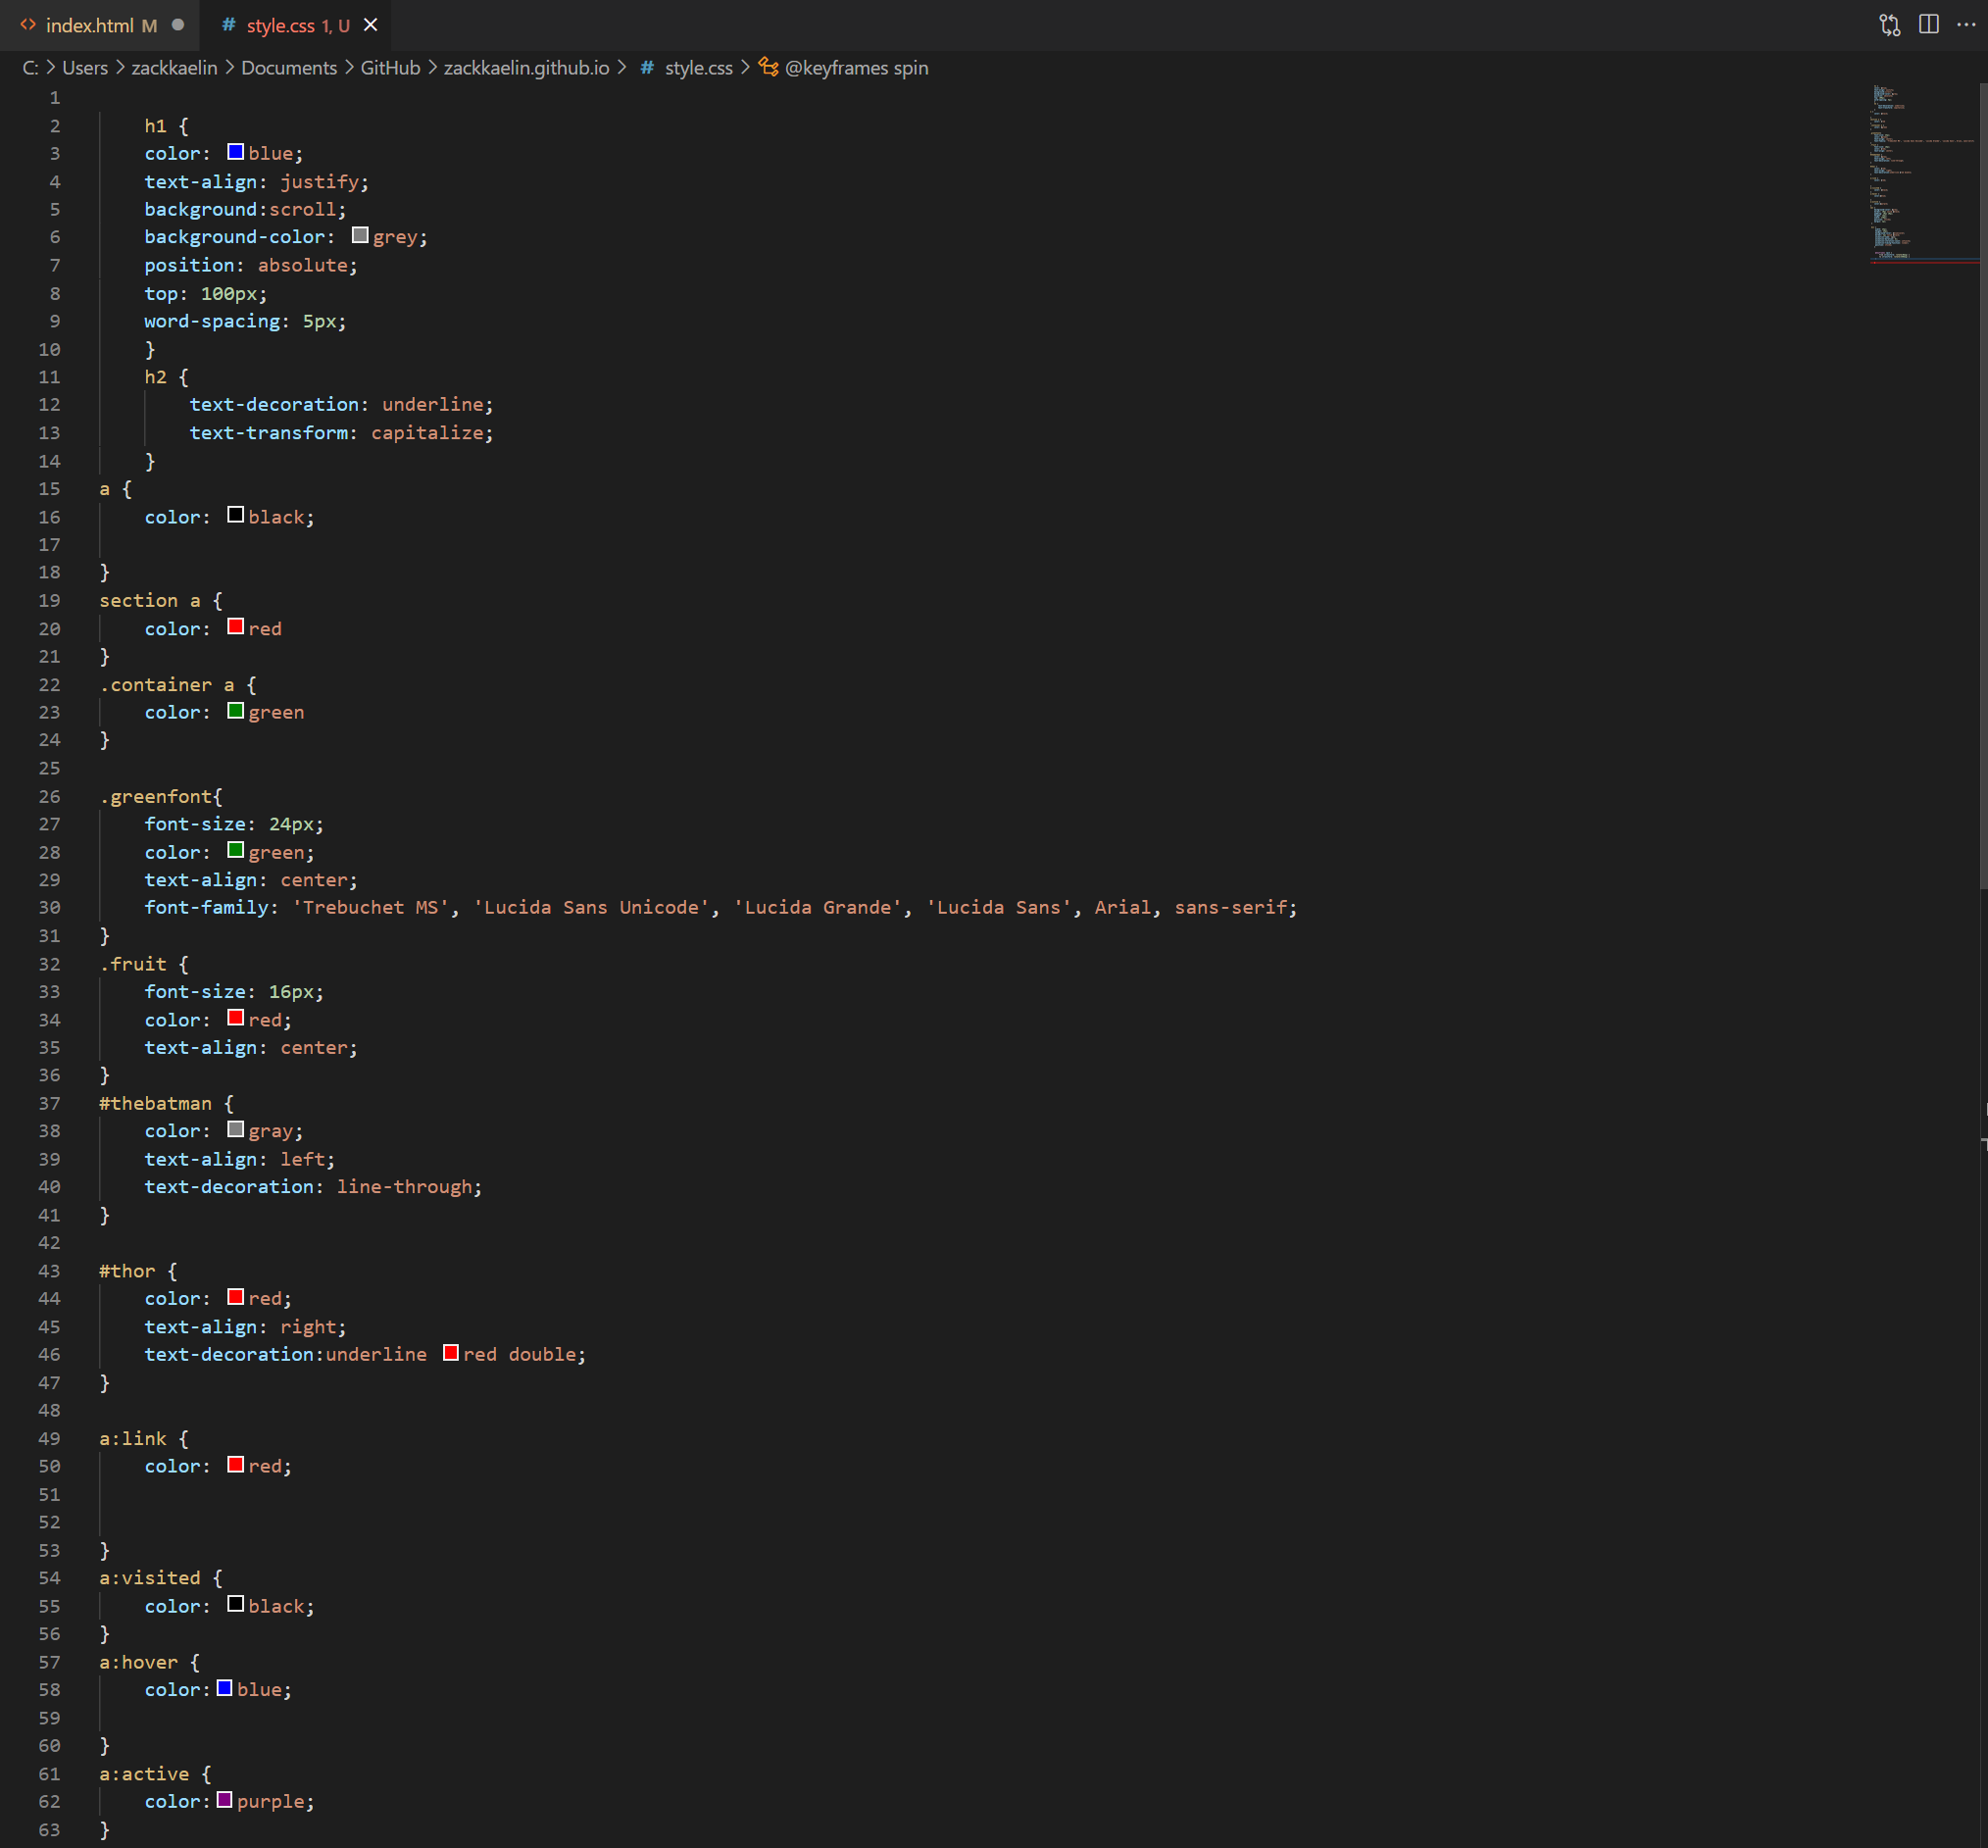 index.html M
style.css 1, U
C: > Users > zackkaelin > Documents > GitHub > zackkaelin.github.io > # style.css > @keyframes spin
1
2 h1 {
3 color: blue;
4 text-align: justify;
5 background:scroll;
6 background-color: grey;
7 position: absolute;
8 top: 100px;
9 word-spacing: 5px;
10 }
11 h2 {
12 text-decoration: underline;
13 text-transform: capitalize;
14 }
15 a {
16 color: black;
17
18 }
19 section a {
20 color: red
21 }
22 .container a {
23 color: green
24 }
25
26 .greenfont{
27 font-size: 24px;
28 color: green;
29 text-align: center;
30 font-family: 'Trebuchet MS', 'Lucida Sans Unicode', 'Lucida Grande', 'Lucida Sans', Arial, sans-serif;
31 }
32 .fruit {
33 font-size: 16px;
34 color: red;
35 text-align: center;
36 }
37 #thebatman {
38 color: gray;
39 text-align: left;
40 text-decoration: line-through;
41 }
42
43 #thor {
44 color: red;
45 text-align: right;
46 text-decoration:underline red double;
47 }
48
49 a:link {
50 color: red;
51
52
53 }
54 a:visited {
55 color: black;
56 }
57 a:hover {
58 color: blue;
59
60 }
61 a:active {
62 color: purple;
63 }